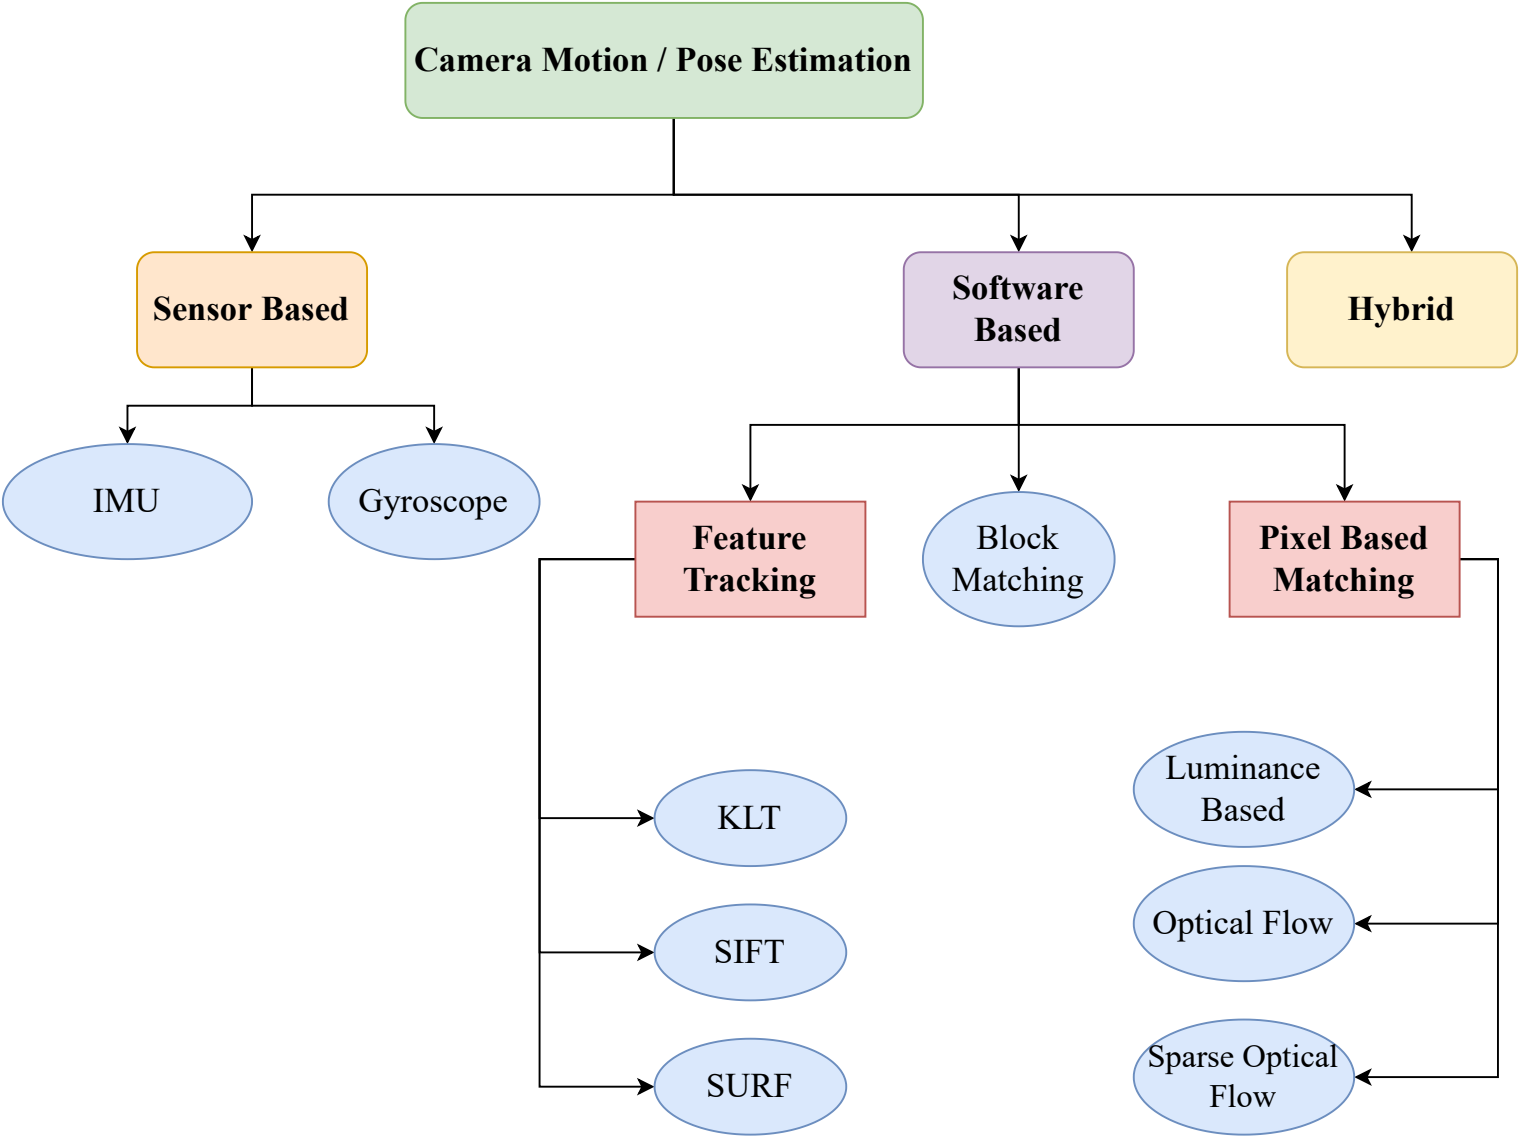 Camera Motion / Pose Estimation
Sensor Based
Software
Based
Hybrid
IMU
Gyroscope
Feature
Tracking
Block
Matching
Pixel Based
Matching
KLT
SIFT
SURF
Luminance
Based
Optical Flow
Sparse Optical
Flow